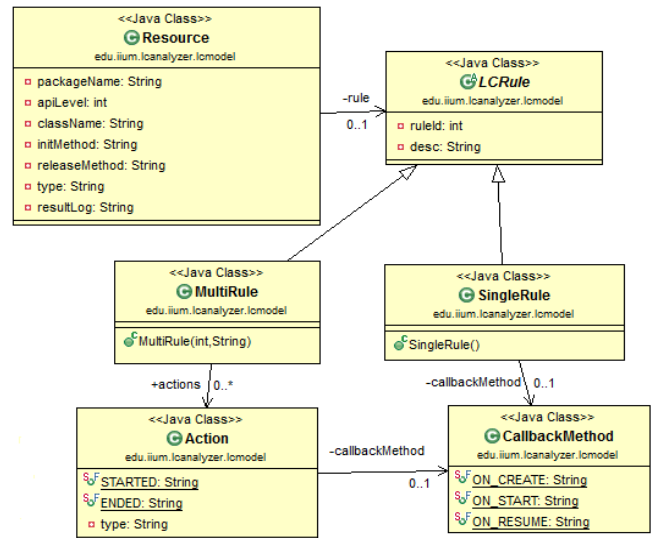 <<Java Class>>
Resource
edu.iium.lcanalyzer.lcmodel
packageName: String
apiLevel: int
className: String
initMethod: String
releaseMethod: String
type: String
resultLog: String
-rule
0..1
<<Java Class>>
LCRule
edu.iium.lcanalyzer.lcmodel
ruleId: int
desc: String
<<Java Class>>
MultiRule
edu.iium.lcanalyzer.lcmodel
MultiRule(int,String)
<<Java Class>>
SingleRule
edu.iium.lcanalyzer.lcmodel
SingleRule()
+actions 0..*
-callbackMethod 0..1
<<Java Class>>
Action
edu.iium.lcanalyzer.lcmodel
STARTED: String
ENDED: String
type: String
-callbackMethod
0..1
<<Java Class>>
CallbackMethod
edu.iium.lcanalyzer.lcmodel
ON_CREATE: String
ON_START: String
ON_RESUME: String